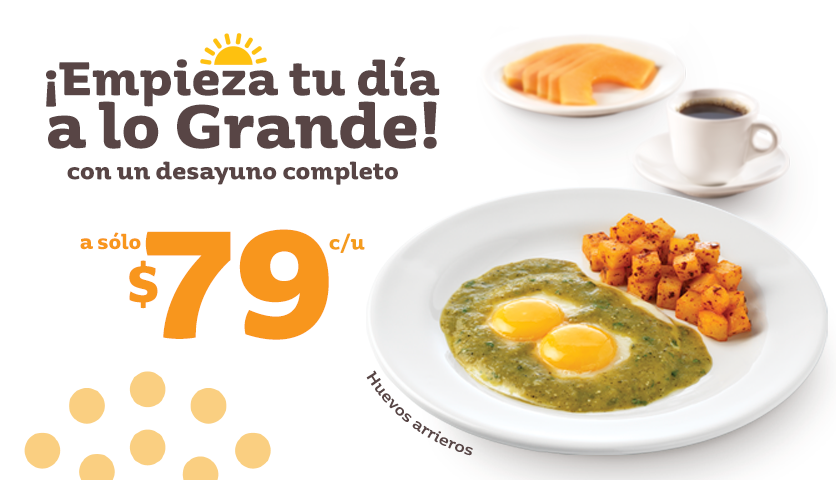 ¡Empieza tu día
a lo Grande!
con un desayuno completo
a sólo
$79
c/u
Huevos arrieros